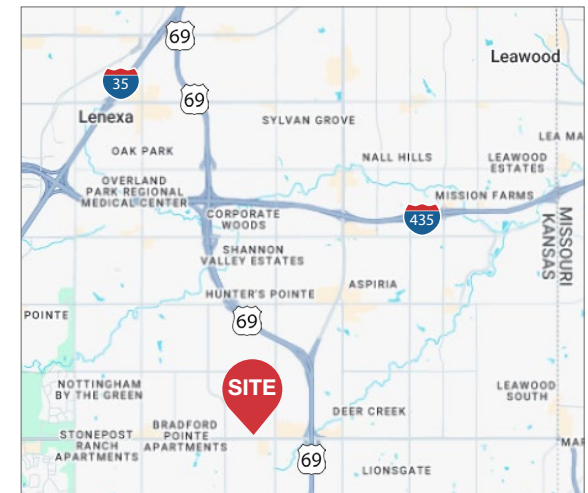 69
Leawood
35
69
Lenexa
SYLVAN GROVE
LEA MA
OAK PARK
NALL HILLS
LEAWOOD
ESTATES
OVERLAND
PARK REGIONAL
MEDICAL CENTER
MISSION FARMS
CORPORATE
WOODS
435
MISSOURI
KANSAS
SHANNON
VALLEY ESTATES
ASPIRIA
HUNTER'S POINTE
POINTE
69
SITE
NOTTINGHAM
BY THE GREEN
LEAWOOD
SOUTH
DEER CREEK
BRADFORD
POINTE
APARTMENTS
STONEPOST
RANCH
APARTMENTS
MAR
69
LIONSGATE